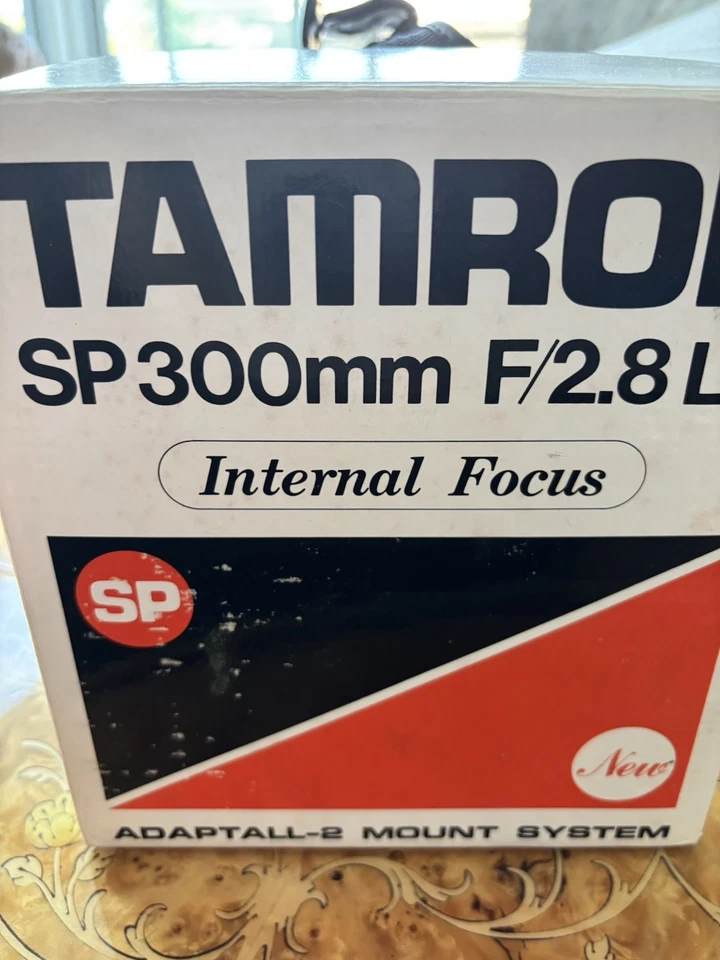 TAMRO
SP 300mm F/2.8 L
Internal Focus
SP
New
ADAPTALL-2 MOUNT SYSTEM